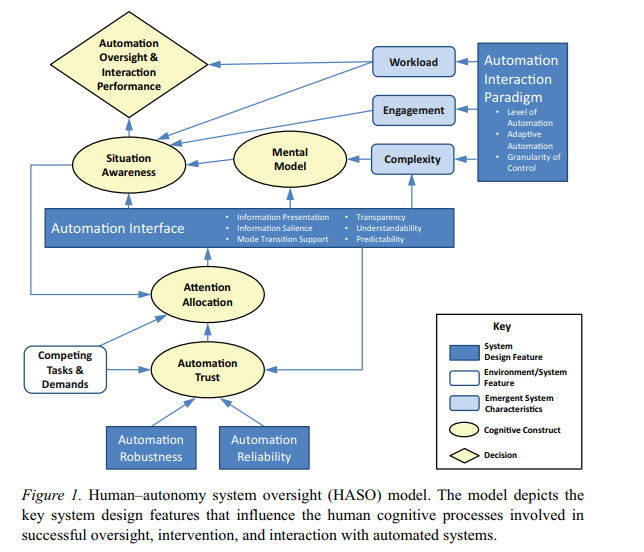 Automation
Oversight &
Interaction
Performance
Workload
Engagement
Complexity
Automation
Interaction
Paradigm
• Level of
Automation
• Adaptive
Automation
• Granularity of
Control
Situation
Awareness
Mental
Model
Automation Interface
• Information Presentation
• Information Salience
• Mode Transition Support
• Transparency
• Understandability
• Predictability
Attention
Allocation
Competing
Tasks &
Demands
Automation
Trust
Automation
Robustness
Automation
Reliability
Key
System
Design Feature
Environment/System
Feature
Emergent System
Characteristics
Cognitive Construct
Decision
Figure 1. Human–autonomy system oversight (HASO) model. The model depicts the
key system design features that influence the human cognitive processes involved in
successful oversight, intervention, and interaction with automated systems.